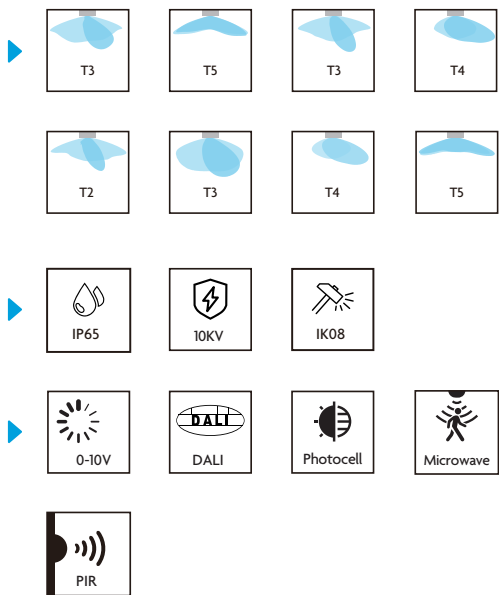 T3 T5 T3 T4
T2 T3 T4 T5
IP65 10KV IK08
DALI
0-10V DALI Photocell Microwave
PIR